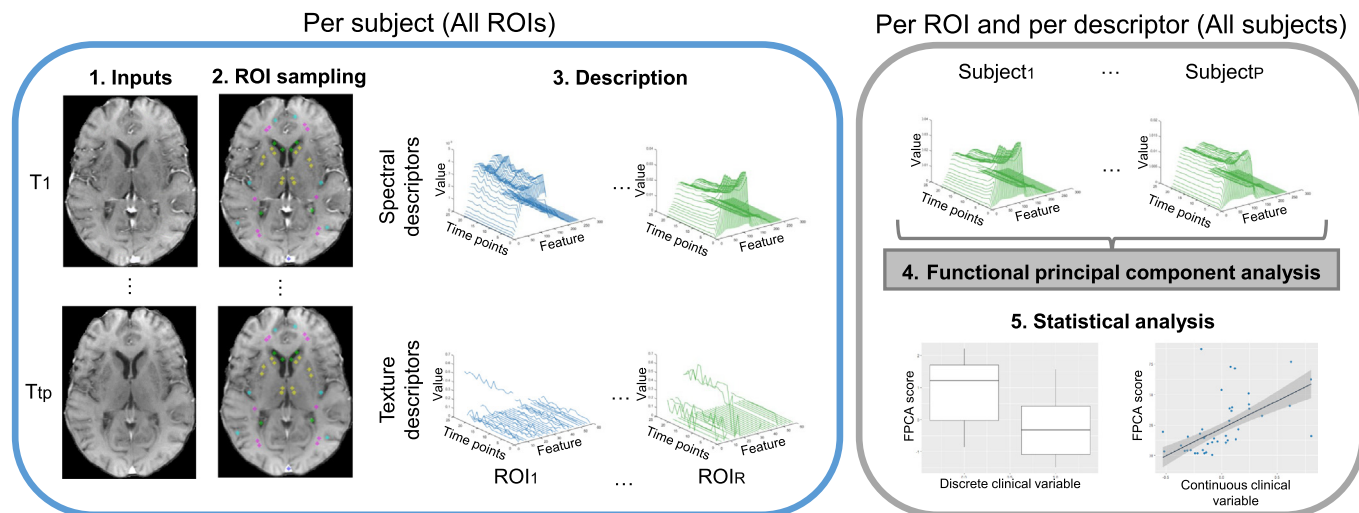 Per subject (All ROIs)
1. Inputs
2. ROI sampling
3. Description
T1
...
Ttp
Spectral descriptors
Value
Time points
Feature
...
Value
Time points
Feature
Texture descriptors
Value
Time points
Feature
...
Value
Time points
Feature
ROI1
...
ROIR
Per ROI and per descriptor (All subjects)
Subject1
...
SubjectP
Value
Time points
Feature
...
Value
Time points
Feature
4. Functional principal component analysis
5. Statistical analysis
FPCA score
Discrete clinical variable
FPCA score
Continuous clinical
variable